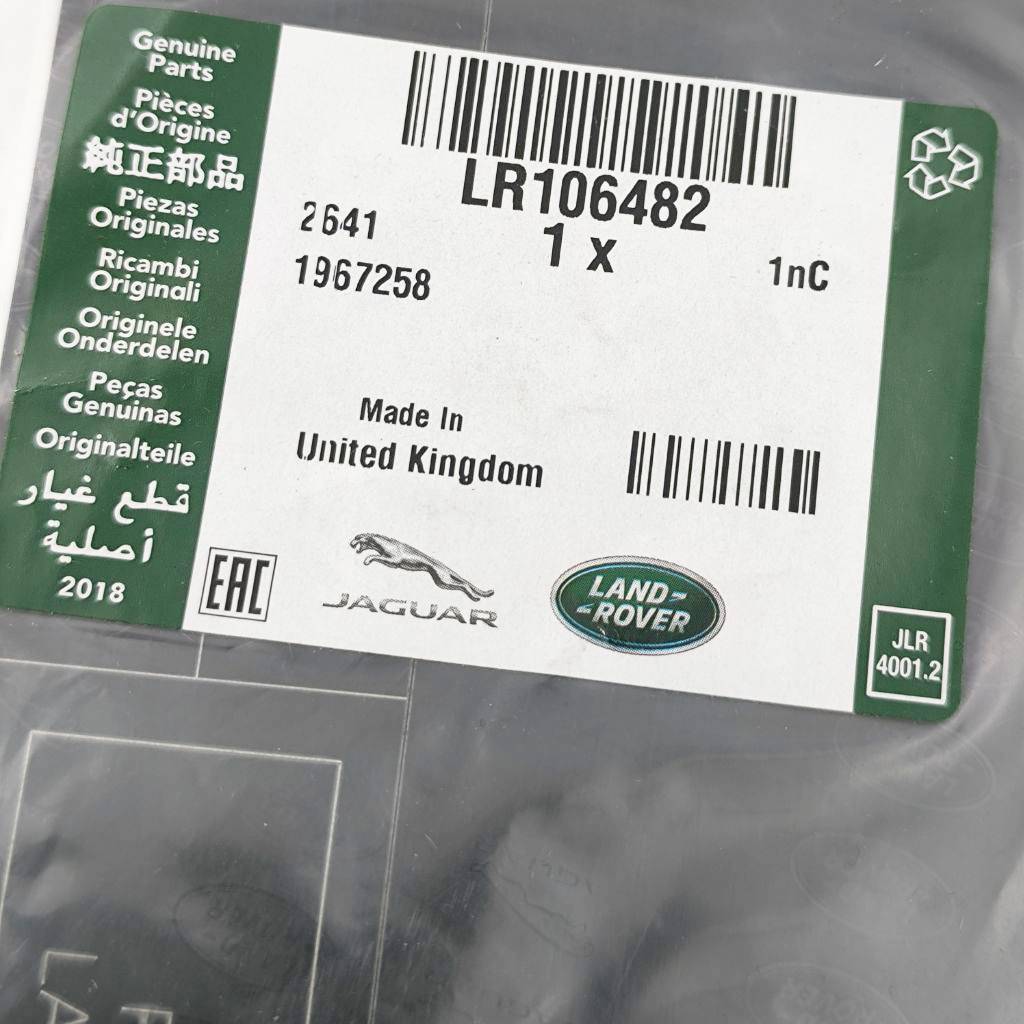 Genuine
Parts
Pièces
d'Origine
純正部品
Piezas
Originales
Ricambi
Originali
Originele
Onderdelen
Peças
Genuinas
Originalteile
قطع غيار
أصلية
2018
LR106482
2641
1 x
1nC
1967258
Made In
United Kingdom
EAC
JAGUAR
LAND-
-ROVER
JLR
4001.2